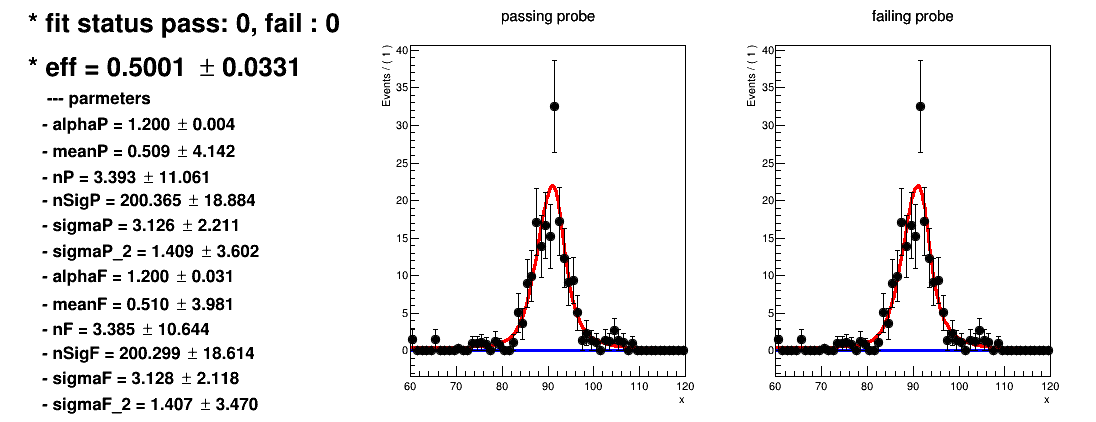 * fit status pass: 0, fail : 0
* eff = 0.5001 ± 0.0331
--- parmeters
- alphaP = 1.200 ± 0.004
- meanP = 0.509 ± 4.142
- nP = 3.393 ± 11.061
- nSigP = 200.365 ± 18.884
- sigmaP = 3.126 ± 2.211
- sigmaP_2 = 1.409 ± 3.602
- alphaF = 1.200 ± 0.031
- meanF = 0.510 ± 3.981
- nF = 3.385 ± 10.644
- nSigF = 200.299 ± 18.614
- sigmaF = 3.128 ± 2.118
- sigmaF_2 = 1.407 ± 3.470
passing probe
Events / ( 1 )
40
35
30
25
20
15
10
5
0
60 70 80 90 100 110 120
x
failing probe
Events / ( 1 )
40
35
30
25
20
15
10
5
0
60 70 80 90 100 110 120
x